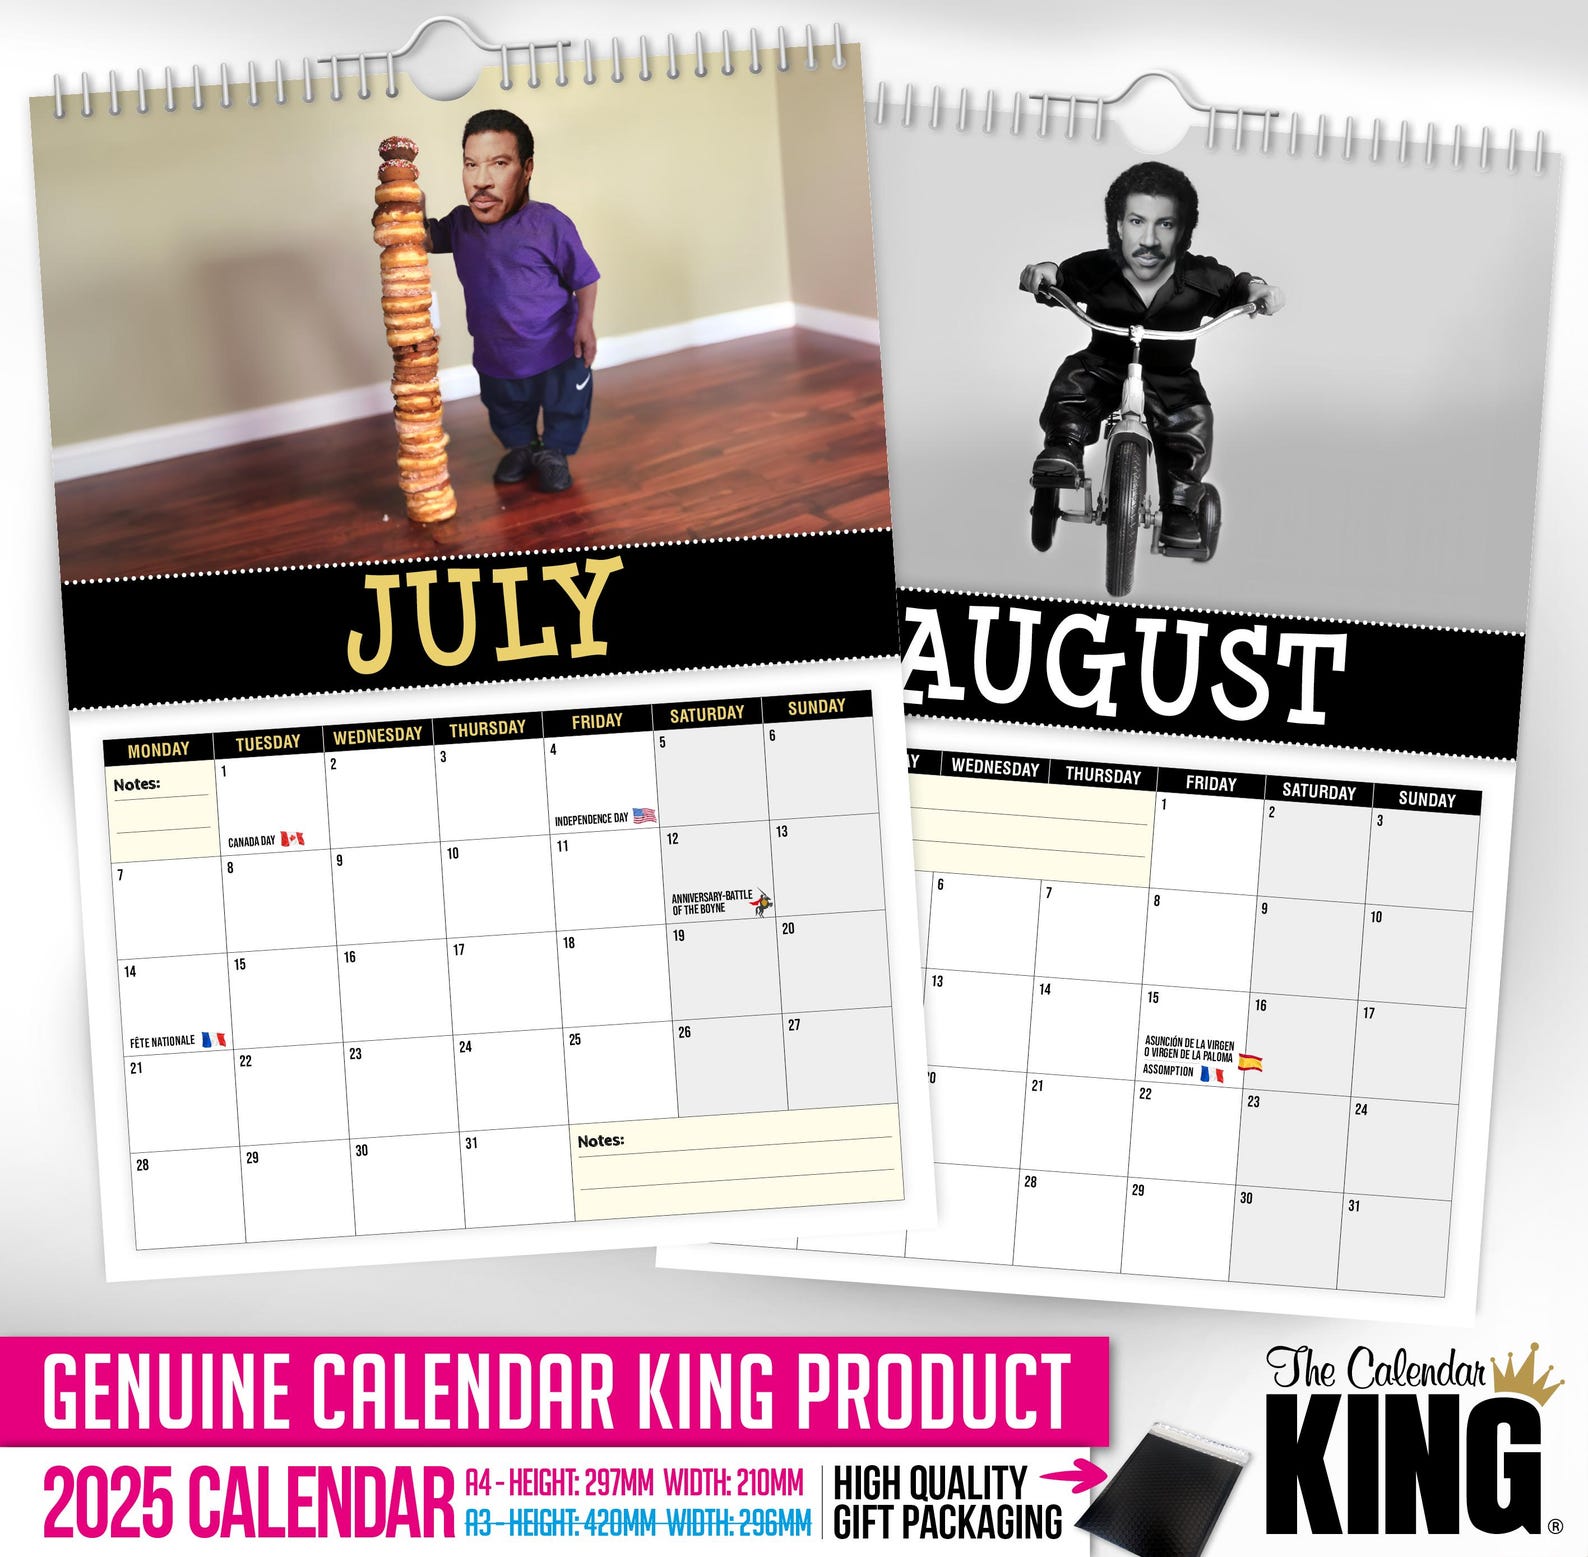 JULY
MONDAY TUESDAY WEDNESDAY THURSDAY FRIDAY SATURDAY SUNDAY
Notes: 1 2 3 4 5 6
CANADA DAY
INDEPENDENCE DAY
7 8 9 10 11 12 13
ANNIVERSARY-BATTLE
OF THE BOYNE
14 15 16 17 18 19 20
FÊTE NATIONALE
21 22 23 24 25 26 27
28 29 30 31 Notes:
AUGUST
AY WEDNESDAY THURSDAY FRIDAY SATURDAY SUNDAY
1 2 3
6 7 8 9 10
13 14 15 16 17
ASUNCIÓN DE LA VIRGEN
O VIRGEN DE LA PALOMA
ASSOMPTION
20 21 22 23 24
28 29 30 31
GENUINE CALENDAR KING PRODUCT
2025 CALENDAR
A4 - HEIGHT: 297MM WIDTH: 210MM
A3 - HEIGHT: 420MM WIDTH: 296MM
HIGH QUALITY
GIFT PACKAGING
The Calendar
KING®